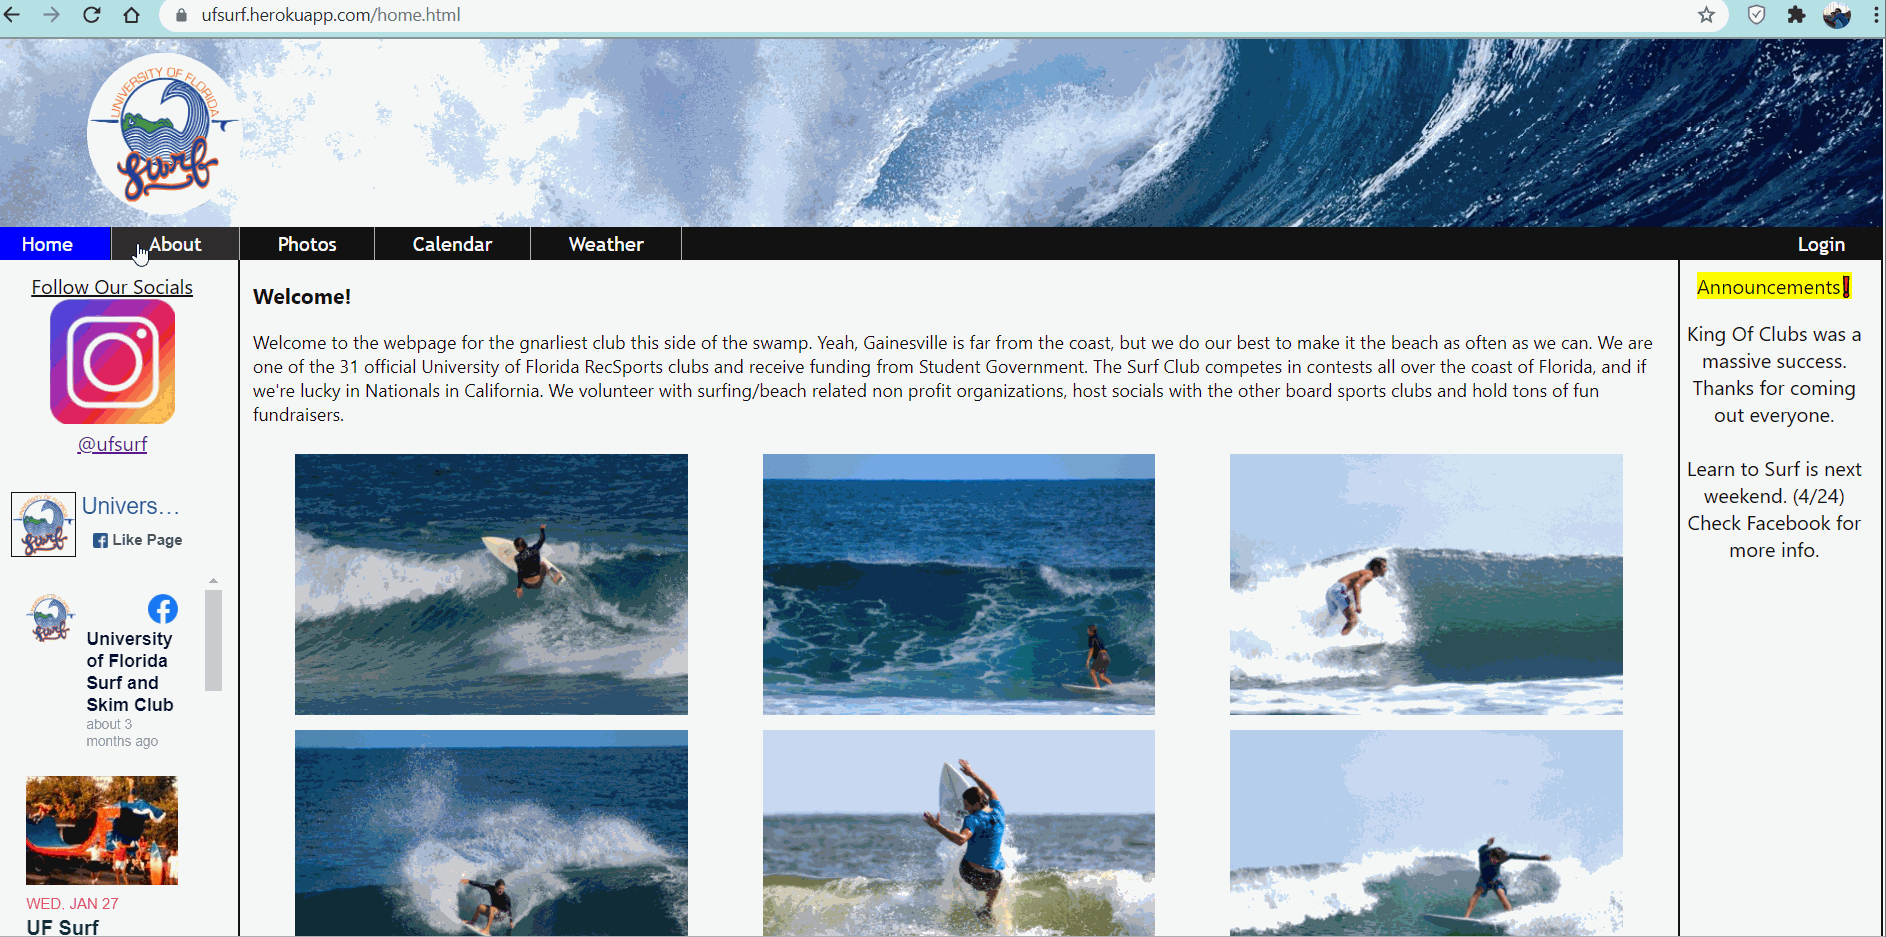 ufsurf.herokuapp.com/home.html
UNIVERSITY OF FLORIDA
surf
Home
About
Photos
Calendar
Weather
Login
Follow Our Socials
@ufsurf
Univers...
Like Page
University
of Florida
Surf and
Skim Club
about 3
months ago
WED, JAN 27
UF Surf
Welcome!
Welcome to the webpage for the gnarliest club this side of the swamp. Yeah, Gainesville is far from the coast, but we do our best to make it the beach as often as we can. We are
one of the 31 official University of Florida RecSports clubs and receive funding from Student Government. The Surf Club competes in contests all over the coast of Florida, and if
we're lucky in Nationals in California. We volunteer with surfing/beach related non profit organizations, host socials with the other board sports clubs and hold tons of fun
fundraisers.
Announcements❗
King Of Clubs was a
massive success.
Thanks for coming
out everyone.
Learn to Surf is next
weekend. (4/24)
Check Facebook for
more info.